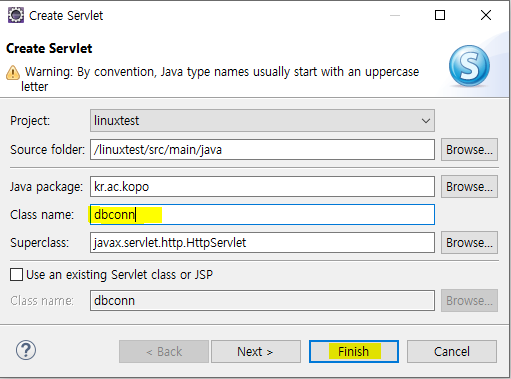 Create Servlet
Create Servlet
Warning: By convention, Java type names usually start with an uppercase
letter
S
Project: linuxtest
Source folder: /linuxtest/src/main/java Browse...
Java package: kr.ac.kopo Browse...
Class name: dbconn
Superclass: javax.servlet.http.HttpServlet Browse...
Use an existing Servlet class or JSP
Class name: dbconn Browse...
? < Back Next > Finish Cancel